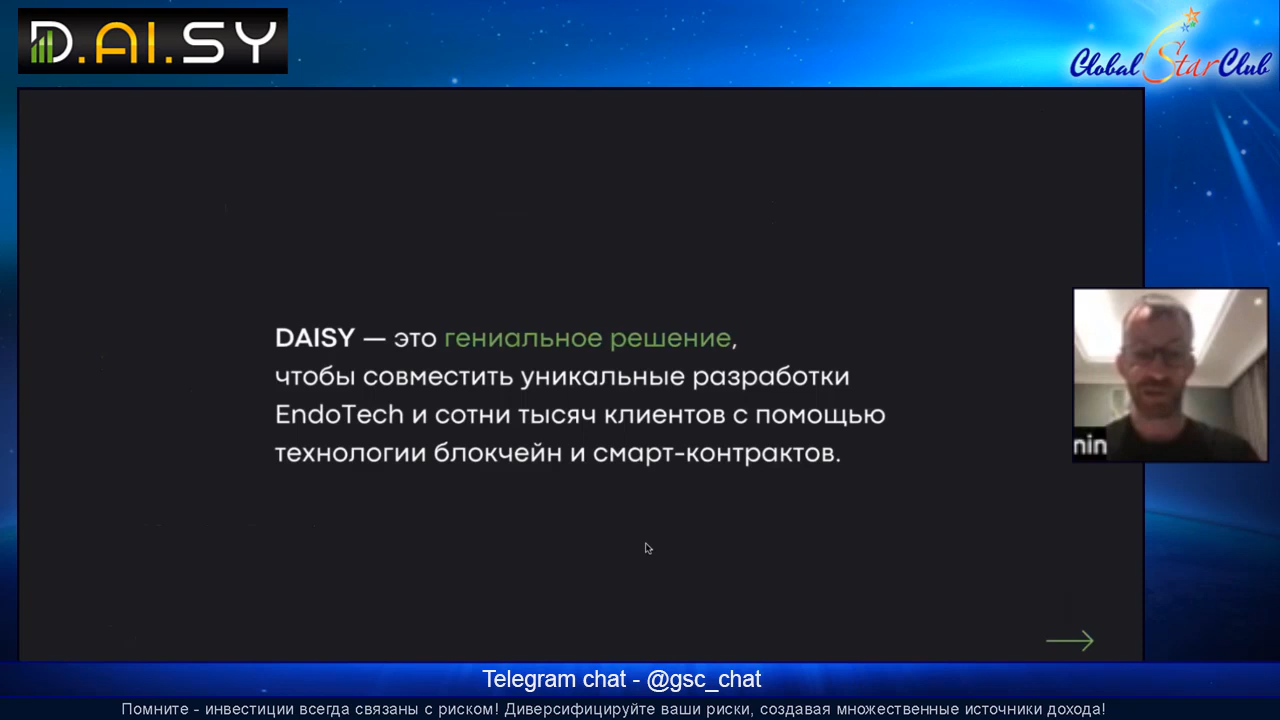 D.AI.SY
Global Star Club
DAISY — это гениальное решение,
чтобы совместить уникальные разработки
EndoTech и сотни тысяч клиентов с помощью
технологии блокчейн и смарт-контрактов.
nin
Telegram chat - @gsc_chat
Помните - инвестиции всегда связаны с риском! Диверсифицируйте ваши риски, создавая множественные источники дохода!